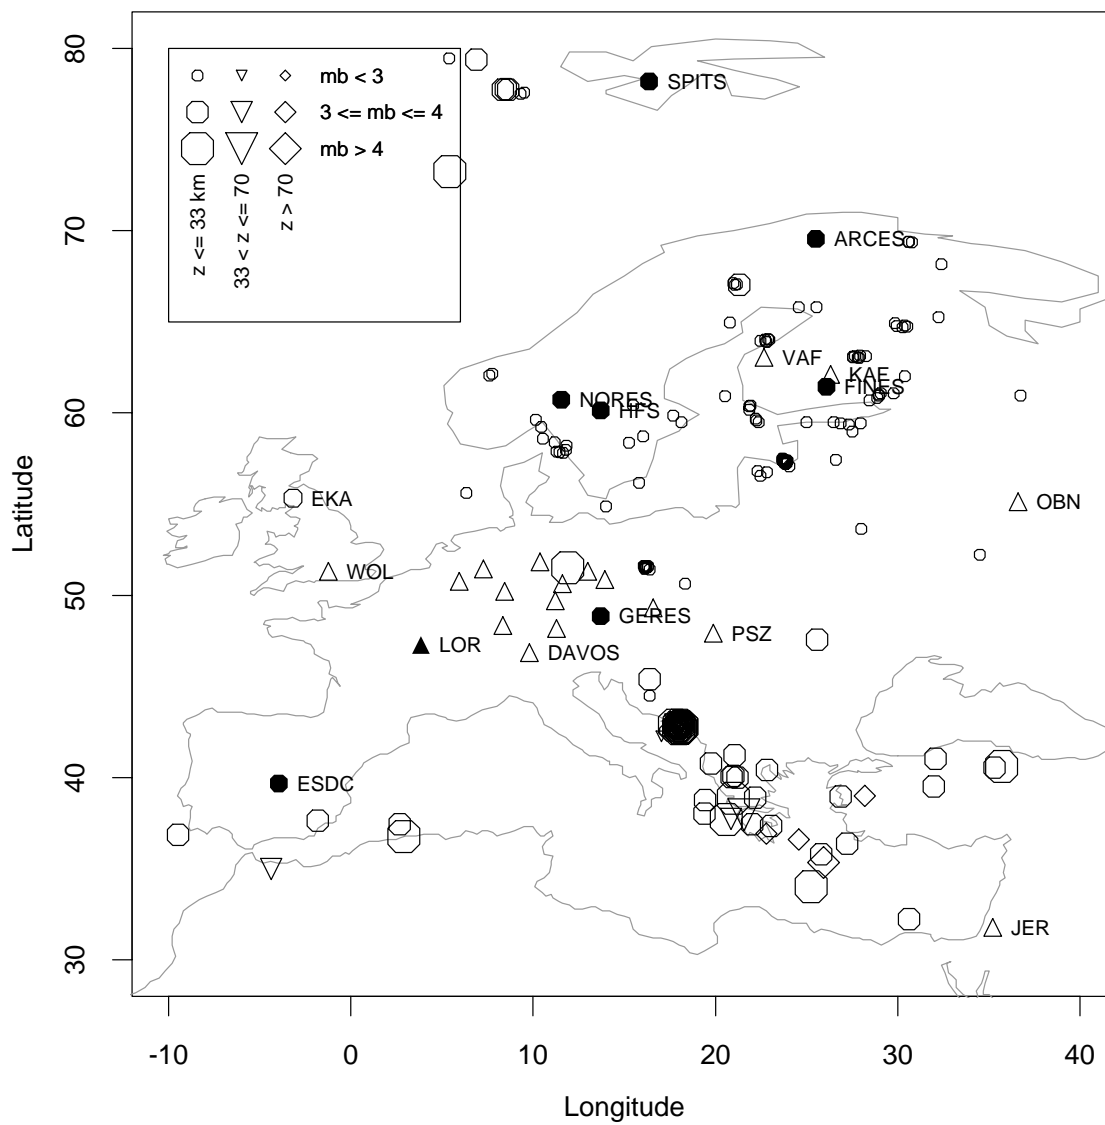 80
70
60
50
40
30
Latitude
mb < 3
3 <= mb <= 4
mb > 4
z <= 33 km
33 < z <= 70
z > 70
SPITS
ARCES
VAF
KAF
FINES
NORES
HFS
EKA
OBN
WOL
GERES
PSZ
LOR
DAVOS
ESDC
JER
-10 0 10 20 30 40
Longitude